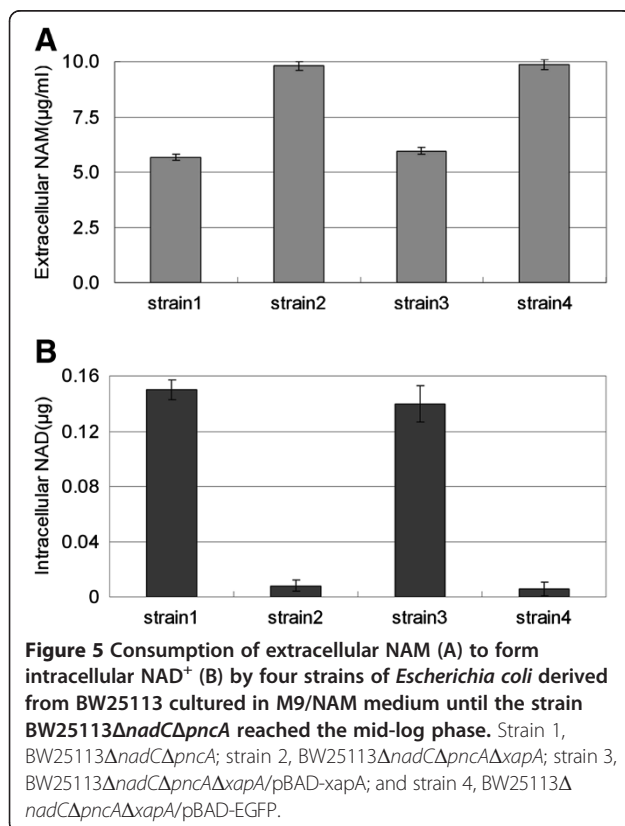 A
Extracellular NAM(µg/ml)
10.0
7.5
5.0
2.5
0.0
strain1 strain2 strain3 strain4
B
Intracellular NAD(µg)
0.16
0.12
0.08
0.04
0
strain1 strain2 strain3 strain4
Figure 5 Consumption of extracellular NAM (A) to form
intracellular NAD⁺ (B) by four strains of Escherichia coli derived
from BW25113 cultured in M9/NAM medium until the strain
BW25113ΔnadCΔpncA reached the mid-log phase. Strain 1,
BW25113ΔnadCΔpncA; strain 2, BW25113ΔnadCΔpncAΔxapA; strain 3,
BW25113ΔnadCΔpncAΔxapA/pBAD-xapA; and strain 4, BW25113Δ
nadCΔpncAΔxapA/pBAD-EGFP.